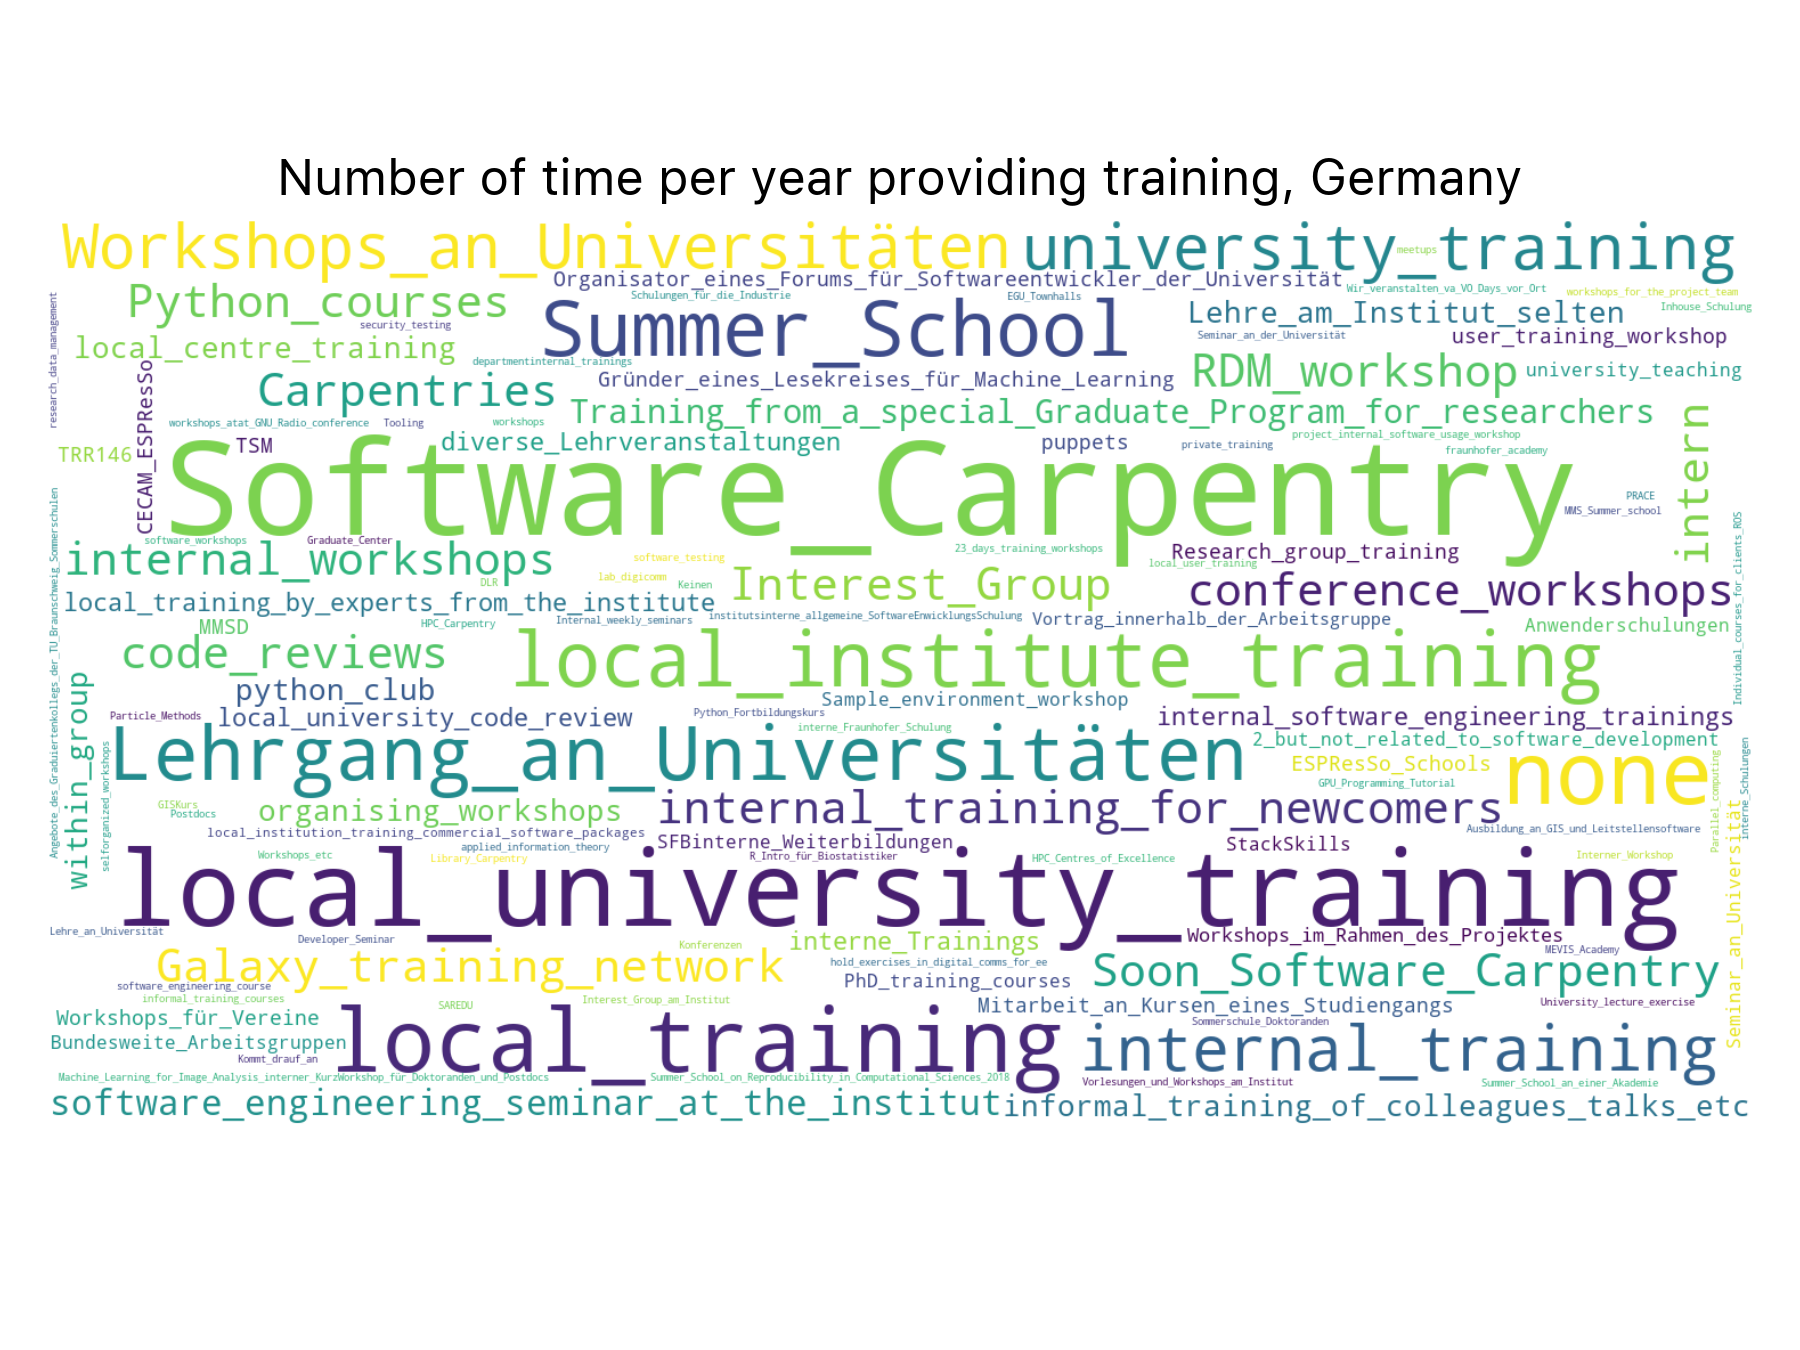 Number of time per year providing training, Germany
Workshops_an_Universitäten
university_training
meetups
Organisator_eines_Forums_für_Softwareentwickler_der_Universität
Python_courses
Schulungen_für_die_Industrie
EGU_Townhalls
Wir_veranstalten_va_VO_Days_vor_Ort
workshops_for_the_project_team
Summer_School
Lehre_am_Institut_selten
Inhouse_Schulung
research_data_management
security_testing
Seminar_an_der_Universität
user_training_workshop
local_centre_training
departmentinternal_trainings
RDM_workshop
university_teaching
Carpentries
Gründer_eines_Lesekreises_für_Machine_Learning
CECAM_ESPResSo
Training_from_a_special_Graduate_Program_for_researchers
workshops_atat_GNU_Radio_conference
Tooling
workshops
TSM
diverse_Lehrveranstaltungen
puppets
private_training
project_internal_software_usage_workshop
fraunhofer_academy
intern
TRR146
Software_Carpentry
PRACE
MMS_Summer_school
software_workshops
Graduate_Center
internal_workshops
software_testing
23_days_training_workshops
Research_group_training
local_user_training
DLR
lab_digicomm
Keinen
Interest_Group
conference_workshops
local_training_by_experts_from_the_institute
institutsinterne_allgemeine_SoftwareEnwicklungsSchulung
Vortrag_innerhalb_der_Arbeitsgruppe
Individual_courses_for_clients_ROS
MMSD
HPC_Carpentry
Internal_weekly_seminars
Anwenderschulungen
code_reviews
local_institute_training
Angebote_des_Graduiertenkollegs_der_TU_Braunschweig_Sommerschulen
python_club
Sample_environment_workshop
Particle_Methods
local_university_code_review
Python_Fortbildungskurs
internal_software_engineering_trainings
within_group
interne_Fraunhofer_Schulung
2_but_not_related_to_software_development
Lehrgang_an_Universitäten
ESPResSo_Schools
none
GPU_Programming_Tutorial
selforganized_workshops
GISKurs
Postdocs
organising_workshops
internal_training_for_newcomers
Parallel_computing
interne_Schulungen
local_institution_training_commercial_software_packages
SFBinterne_Weiterbildungen
StackSkills
Ausbildung_an_GIS_und_Leitstellensoftware
applied_information_theory
Workshops_etc
Library_Carpentry
R_Intro_für_Biostatistiker
HPC_Centres_of_Excellence
Interner_Workshop
local_university_training
Seminar_an_Universität
Lehre_an_Universität
Developer_Seminar
Konferenzen
interne_Trainings
Workshops_im_Rahmen_des_Projektes
MEVIS_Academy
Galaxy_training_network
hold_exercises_in_digital_comms_for_ee
Soon_Software_Carpentry
software_engineering_course
PhD_training_courses
informal_training_courses
SAREDU
Interest_Group_am_Institut
Mitarbeit_an_Kursen_eines_Studiengangs
University_lecture_exercise
Workshops_für_Vereine
Sommerschule_Doktoranden
local_training
internal_training
Bundesweite_Arbeitsgruppen
Kommt_drauf_an
Machine_Learning_for_Image_Analysis_interner_KurzWorkshop_für_Doktoranden_und_Postdocs
Summer_School_on_Reproducibility_in_Computational_Sciences_2018
Vorlesungen_und_Workshops_am_Institut
Summer_School_an_einer_Akademie
software_engineering_seminar_at_the_institut
informal_training_of_colleagues_talks_etc